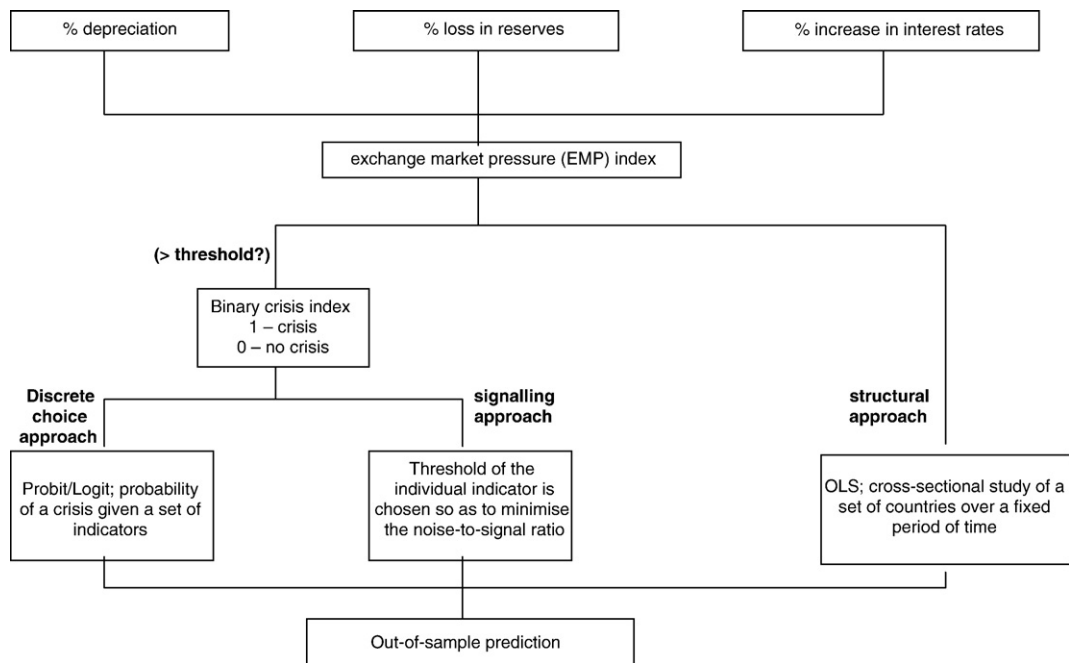 % depreciation
% loss in reserves
% increase in interest rates
exchange market pressure (EMP) index
(> threshold?)
Binary crisis index
1 – crisis
0 – no crisis
Discrete
choice
approach
signalling
approach
structural
approach
Probit/Logit; probability
of a crisis given a set of
indicators
Threshold of the
individual indicator is
chosen so as to minimise
the noise-to-signal ratio
OLS; cross-sectional study of a
set of countries over a fixed
period of time
Out-of-sample prediction